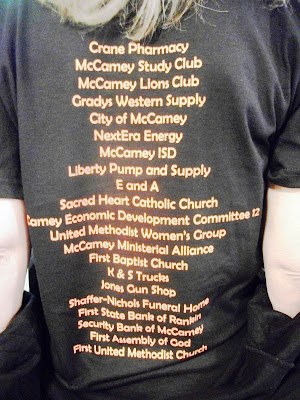 Crane Pharmacy
McCamey Study Club
McCamey Lions Club
Gradys Western Supply
City of McCamey
NextEra Energy
McCamey ISD
Liberty Pump and Supply
E and A
Sacred Heart Catholic Church
Camey Economic Development Committee 12
United Methodist Women's Group
McCamey Ministerial Alliance
First Baptist Church
K & S Trucks
Jones Gun Shop
Shaffer-Nichols Funeral Home
First State Bank of Rankin
Security Bank of McCamey
First Assembly of God
First United Methodist Church